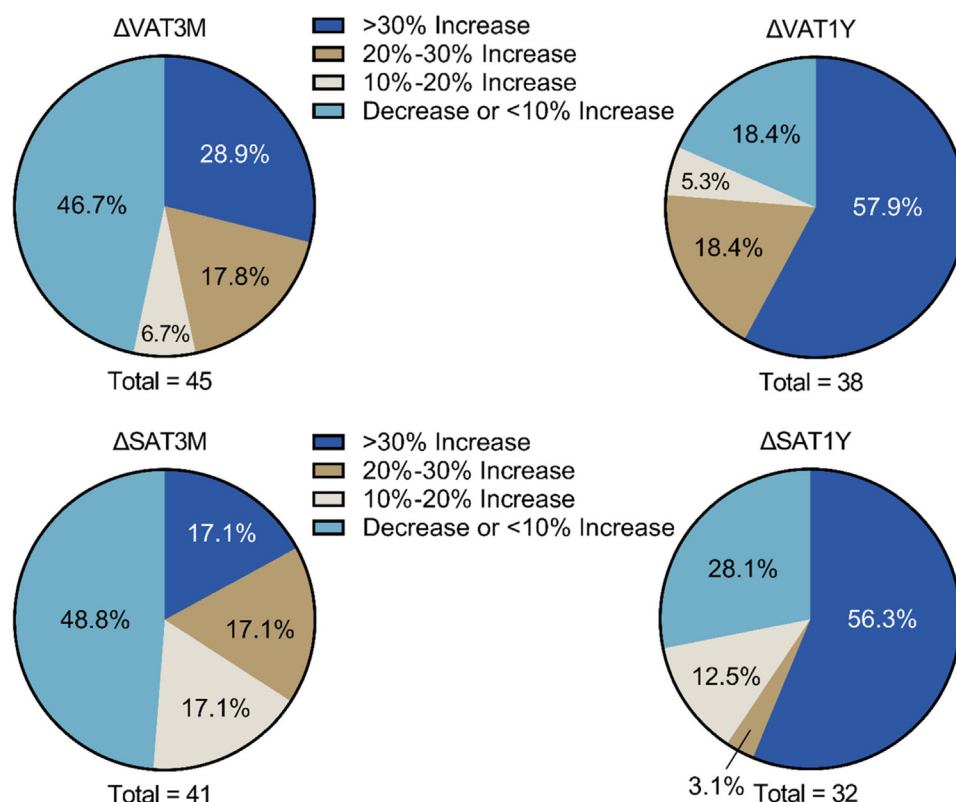 ΔVAT3M
>30% Increase
20%-30% Increase
10%-20% Increase
Decrease or <10% Increase
ΔVAT1Y
28.9%
46.7%
17.8%
6.7%
Total = 45
18.4%
5.3%
57.9%
18.4%
Total = 38
ΔSAT3M
>30% Increase
20%-30% Increase
10%-20% Increase
Decrease or <10% Increase
ΔSAT1Y
17.1%
48.8%
17.1%
17.1%
Total = 41
28.1%
56.3%
12.5%
3.1%
Total = 32